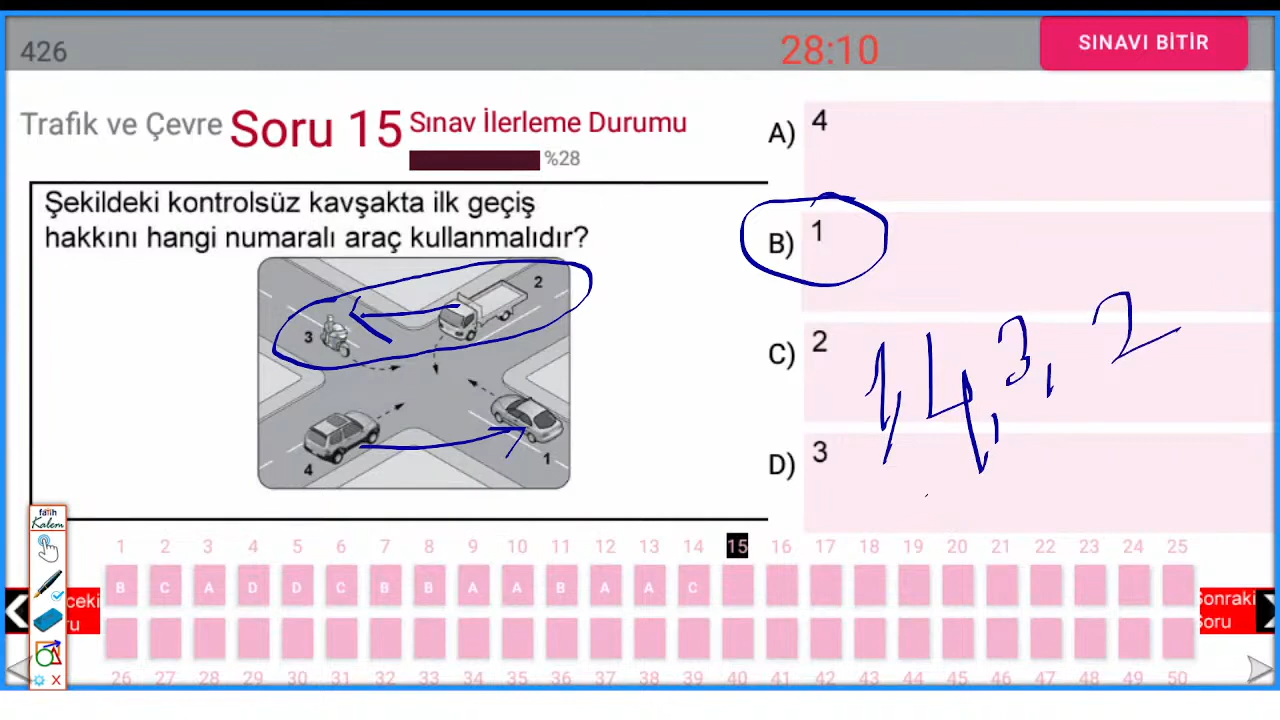 426
28:10
SINAVI BİTİR
Trafik ve Çevre Soru 15 Sınav İlerleme Durumu
%28
Şekildeki kontrolsüz kavşakta ilk geçiş
hakkını hangi numaralı araç kullanmalıdır?
2
3
4
1
A) 4
B) 1
C) 2
D) 3
1, 4, 3, 2
fatih
Kalem
1 2 3 4 5 6 7 8 9 10 11 12 13 14 15 16 17 18 19 20 21 22 23 24 25
B C A D D C B B A A B A A C
ceki
ru
Sonraki
Soru
26 27 28 29 30 31 32 33 34 35 36 37 38 39 40 41 42 43 44 45 46 47 48 49 50